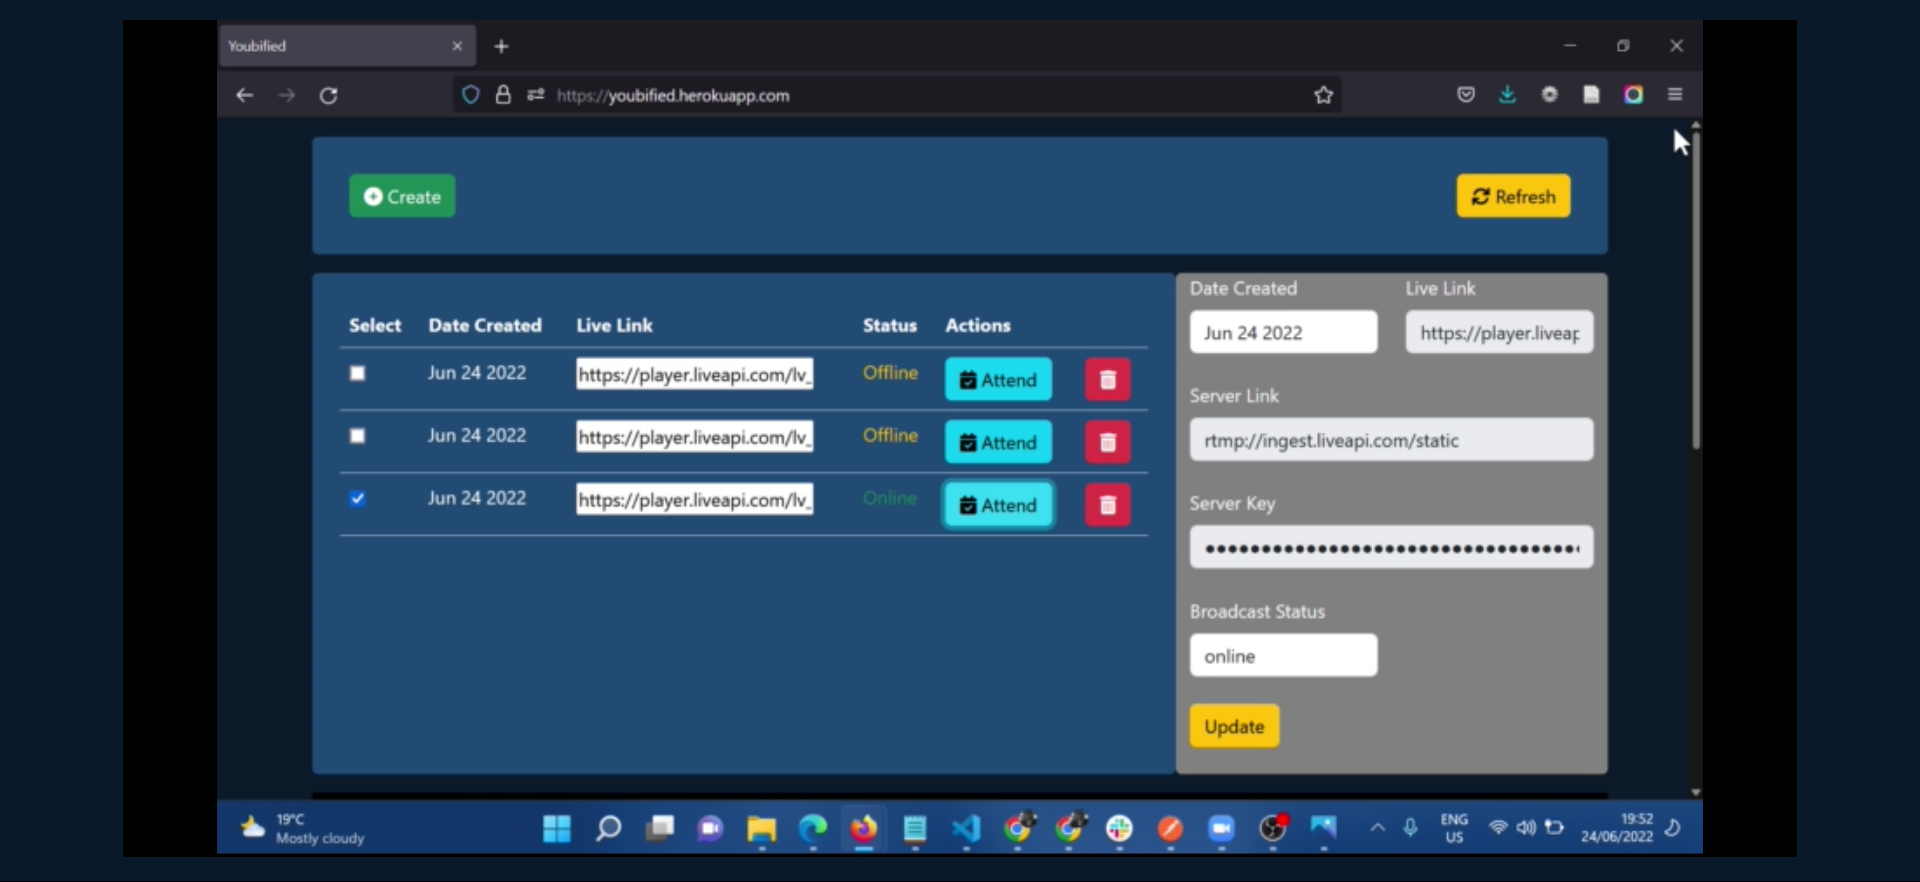 Youbified
https://youbified.herokuapp.com
Create
Refresh
Select Date Created Live Link Status Actions
Jun 24 2022 https://player.liveapi.com/lv_ Offline Attend
Jun 24 2022 https://player.liveapi.com/lv_ Offline Attend
Jun 24 2022 https://player.liveapi.com/lv_ Online Attend
Date Created Live Link
Jun 24 2022 https://player.liveap
Server Link
rtmp://ingest.liveapi.com/static
Server Key
••••••••••••••••••••••••••••••••••••••••
Broadcast Status
online
Update
19°C
Mostly cloudy
ENG
US
19:52
24/06/2022